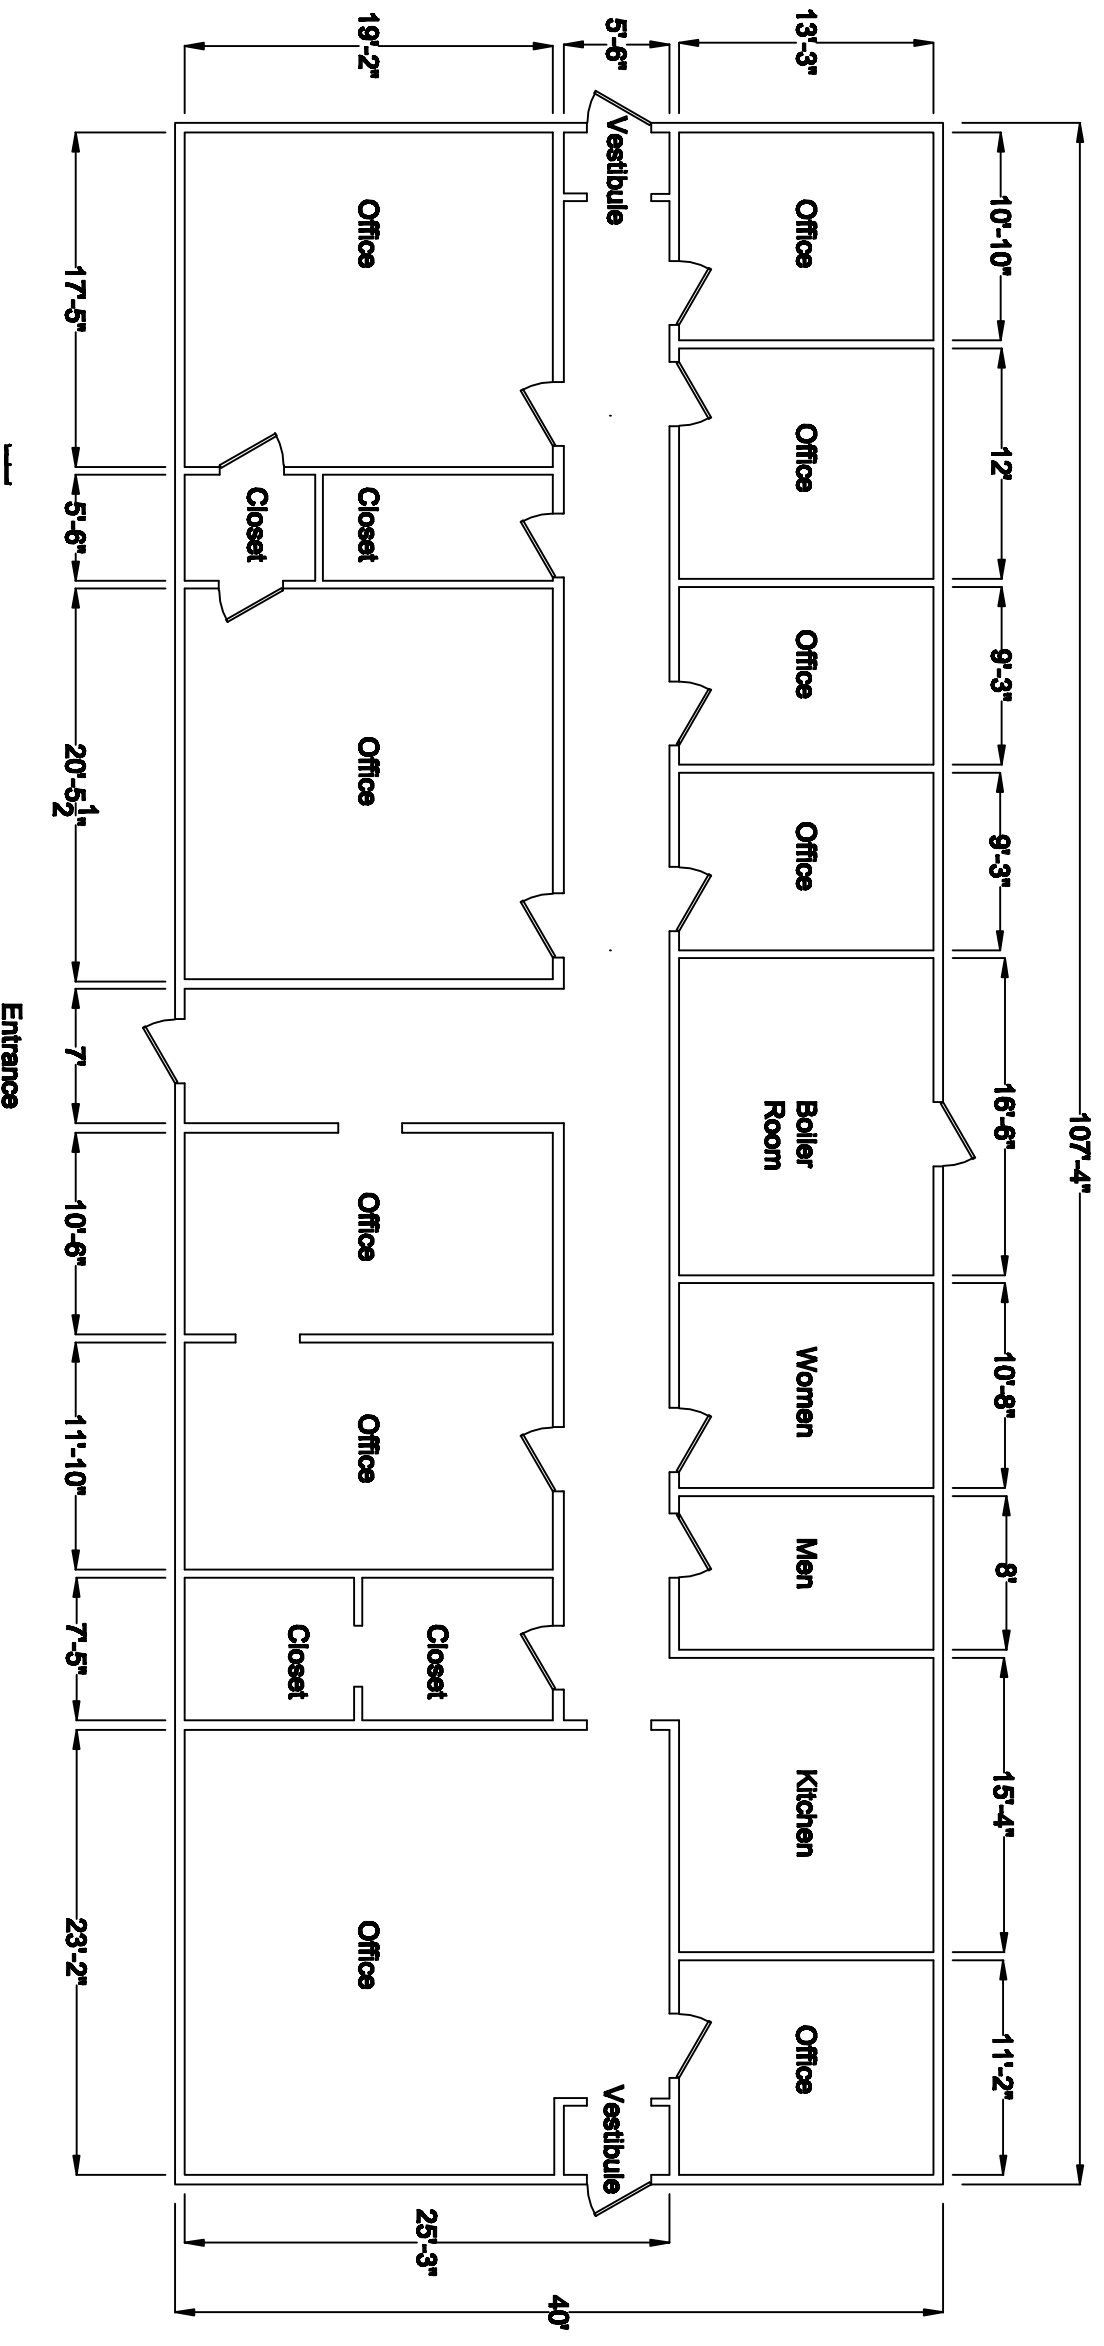 107'-4"
10'-10"
12'
9'-3"
9'-3"
16'-6"
10'-8"
8'
15'-4"
11'-2"
13'-3"
Office
Office
Office
Office
Boiler
Room
Women
Men
Kitchen
Office
5'-6"
Vestibule
Vestibule
40'
25'-3"
19'-2"
Office
Closet
Closet
Office
Office
Office
Closet
Closet
Office
17'-5"
5'-6"
20'-5 1/2"
7'
10'-6"
11'-10"
7'-5"
23'-2"
Entrance